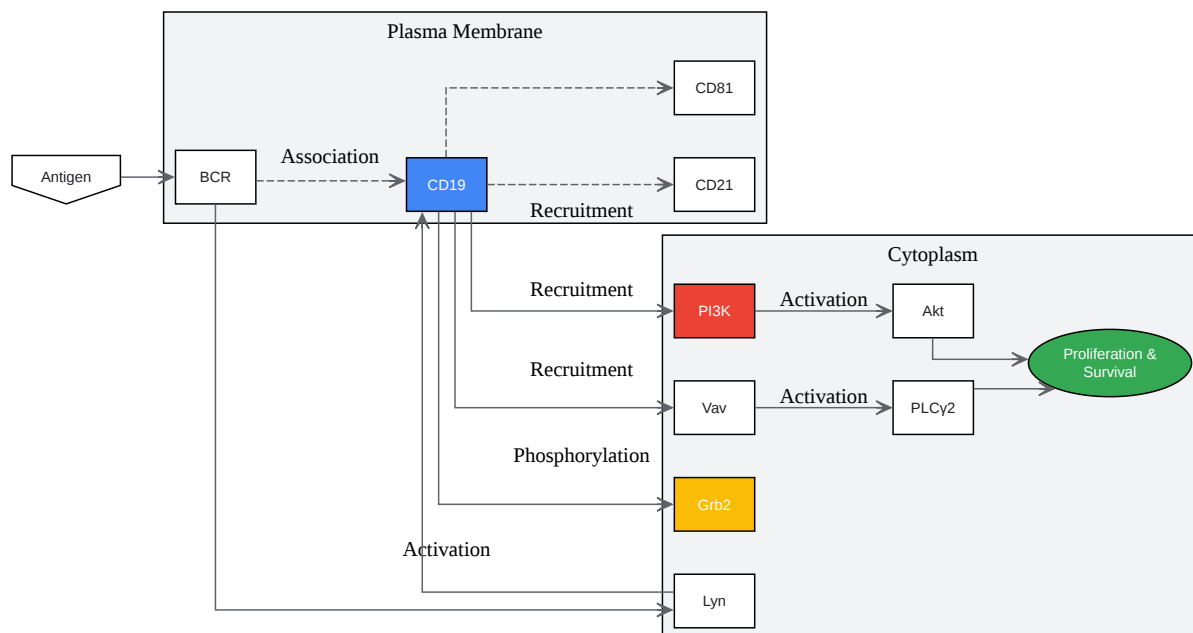 Plasma Membrane
CD81
Association
Antigen
BCR
CD19
CD21
Recruitment
Cytoplasm
Recruitment
PI3K
Activation
Akt
Proliferation &
Survival
Recruitment
Vav
Activation
PLCγ2
Phosphorylation
Grb2
Activation
Lyn